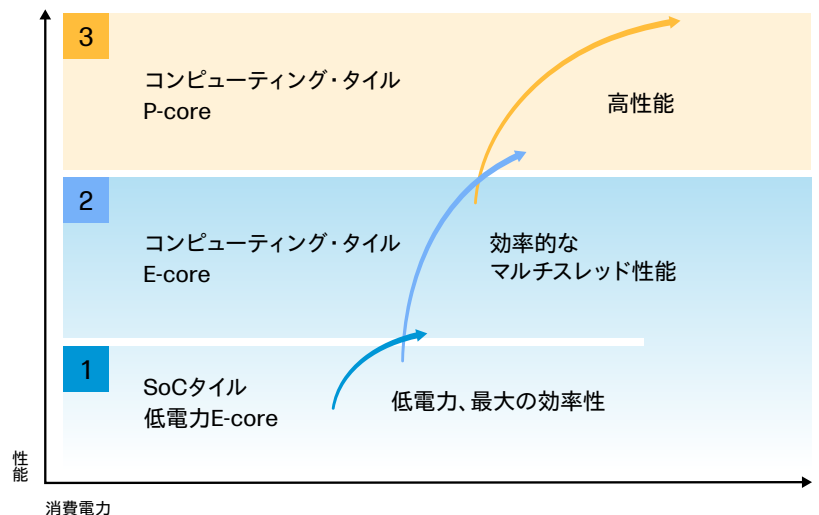 3
コンピューティング・タイル
P-core
高性能
2
コンピューティング・タイル
E-core
効率的な
マルチスレッド性能
1
SoCタイル
低電力E-core
低電力、最大の効率性
性能
消費電力